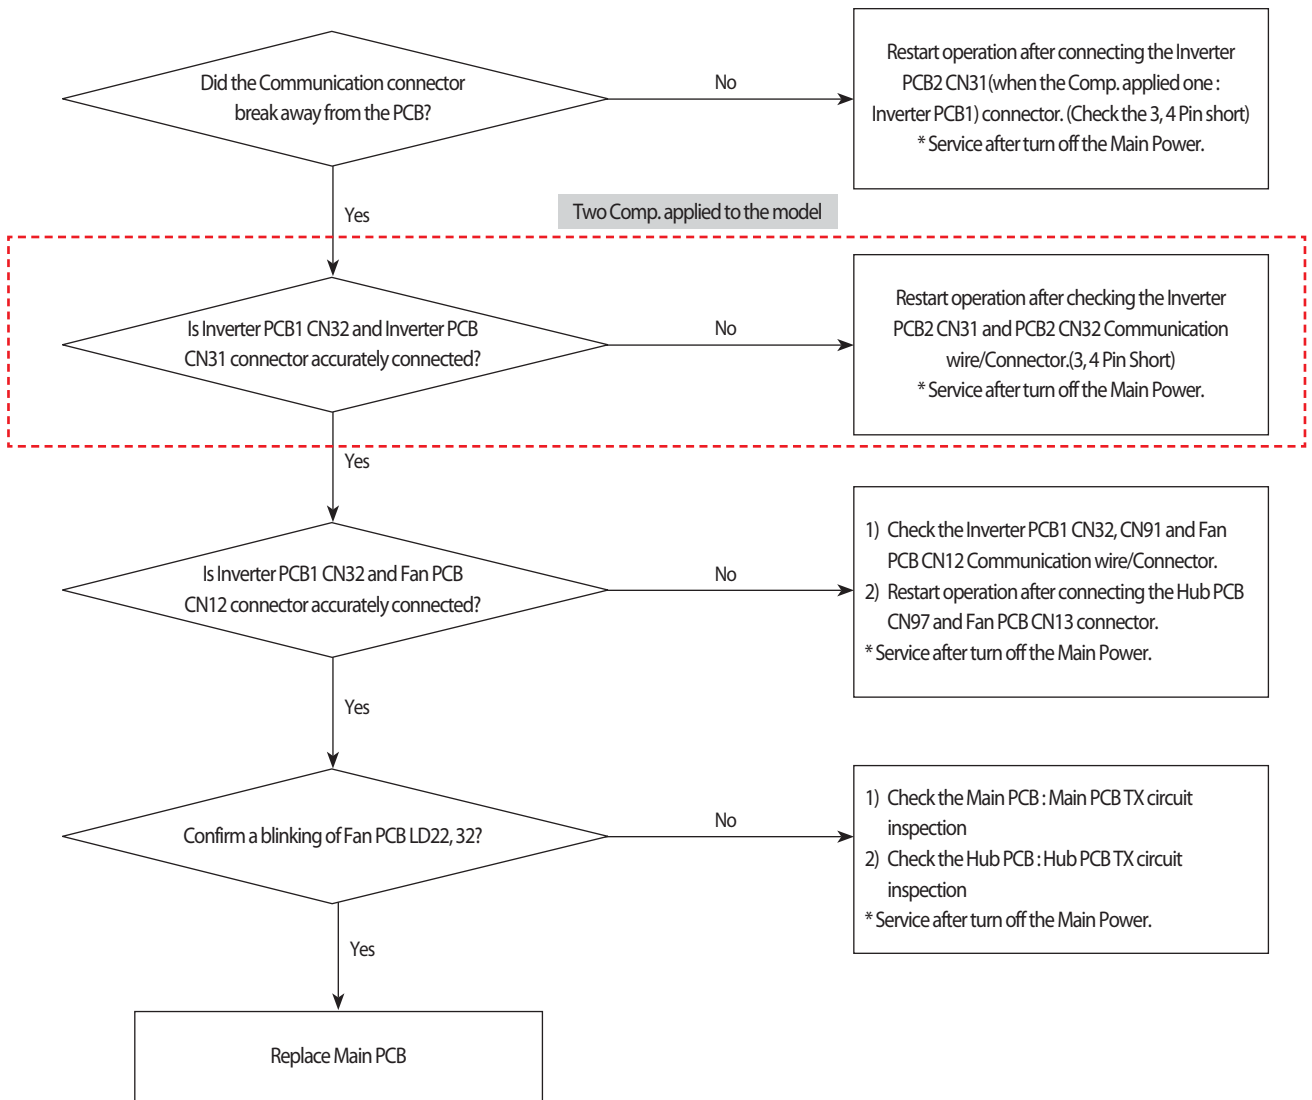 Did the Communication connector
break away from the PCB?
No
Restart operation after connecting the Inverter
PCB2 CN31(when the Comp. applied one :
Inverter PCB1) connector. (Check the 3, 4 Pin short)
* Service after turn off the Main Power.
Yes
Two Comp. applied to the model
Is Inverter PCB1 CN32 and Inverter PCB
CN31 connector accurately connected?
No
Restart operation after checking the Inverter
PCB2 CN31 and PCB2 CN32 Communication
wire/Connector.(3, 4 Pin Short)
* Service after turn off the Main Power.
Yes
Is Inverter PCB1 CN32 and Fan PCB
CN12 connector accurately connected?
No
1) Check the Inverter PCB1 CN32, CN91 and Fan
PCB CN12 Communication wire/Connector.
2) Restart operation after connecting the Hub PCB
CN97 and Fan PCB CN13 connector.
* Service after turn off the Main Power.
Yes
Confirm a blinking of Fan PCB LD22, 32?
No
1) Check the Main PCB : Main PCB TX circuit
inspection
2) Check the Hub PCB : Hub PCB TX circuit
inspection
* Service after turn off the Main Power.
Yes
Replace Main PCB